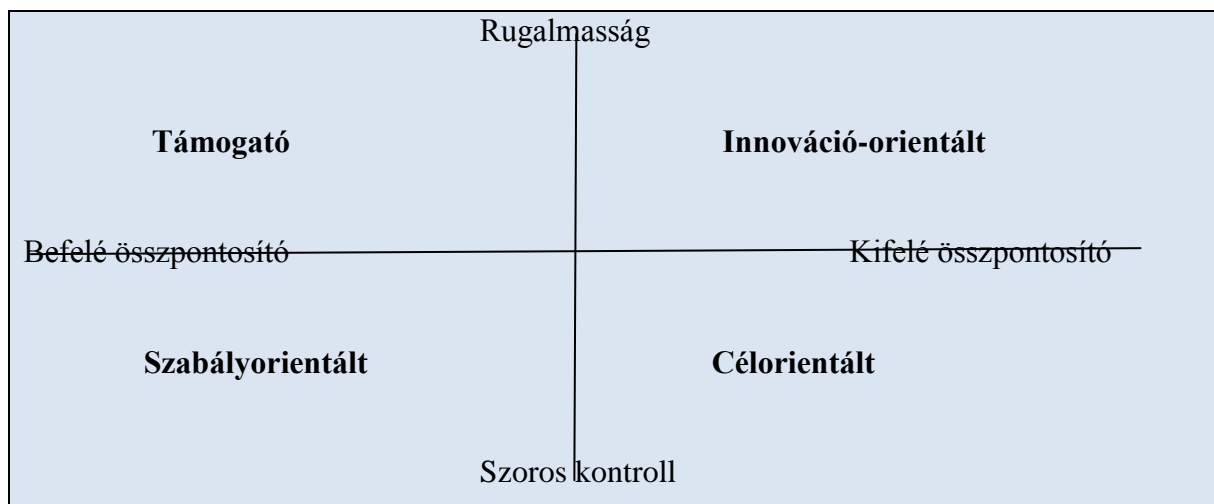 Rugalmasság
Támogató Innováció-orientált
Befelé összpontosító Kifelé összpontosító
Szabályorientált Célorientált
Szoros kontroll